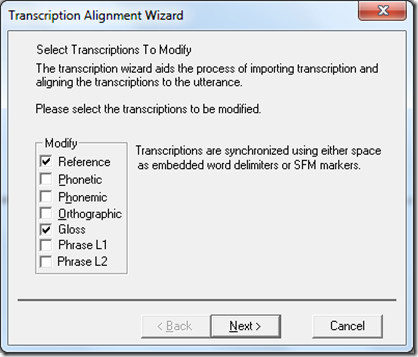 Transcription Alignment Wizard
Select Transcriptions To Modify
The transcription wizard aids the process of importing transcription and
aligning the transcriptions to the utterance.
Please select the transcriptions to be modified.
Modify
Reference
Phonetic
Phonemic
Orthographic
Gloss
Phrase L1
Phrase L2
Transcriptions are synchronized using either space
as embedded word delimiters or SFM markers.
< Back
Next >
Cancel